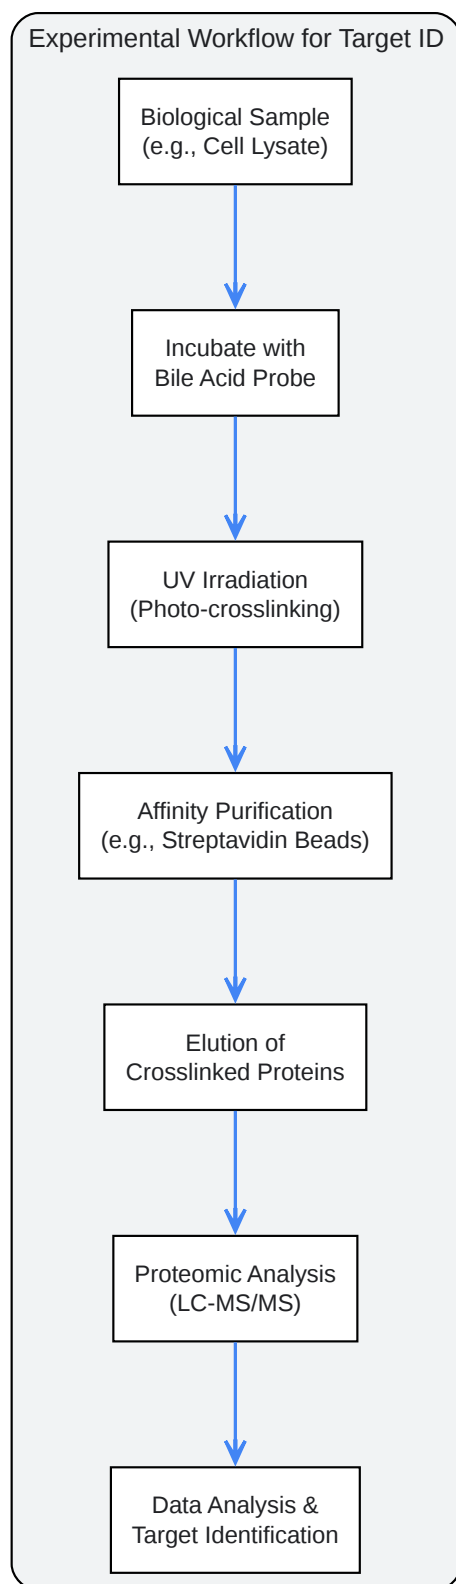 Experimental Workflow for Target ID
Biological Sample
(e.g., Cell Lysate)
Incubate with
Bile Acid Probe
UV Irradiation
(Photo-crosslinking)
Affinity Purification
(e.g., Streptavidin Beads)
Elution of
Crosslinked Proteins
Proteomic Analysis
(LC-MS/MS)
Data Analysis &
Target Identification